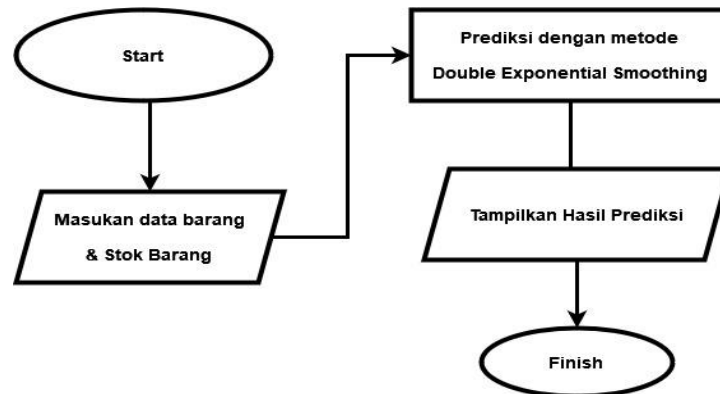 Start
Masukan data barang
& Stok Barang
Prediksi dengan metode
Double Exponential Smoothing
Tampilkan Hasil Prediksi
Finish